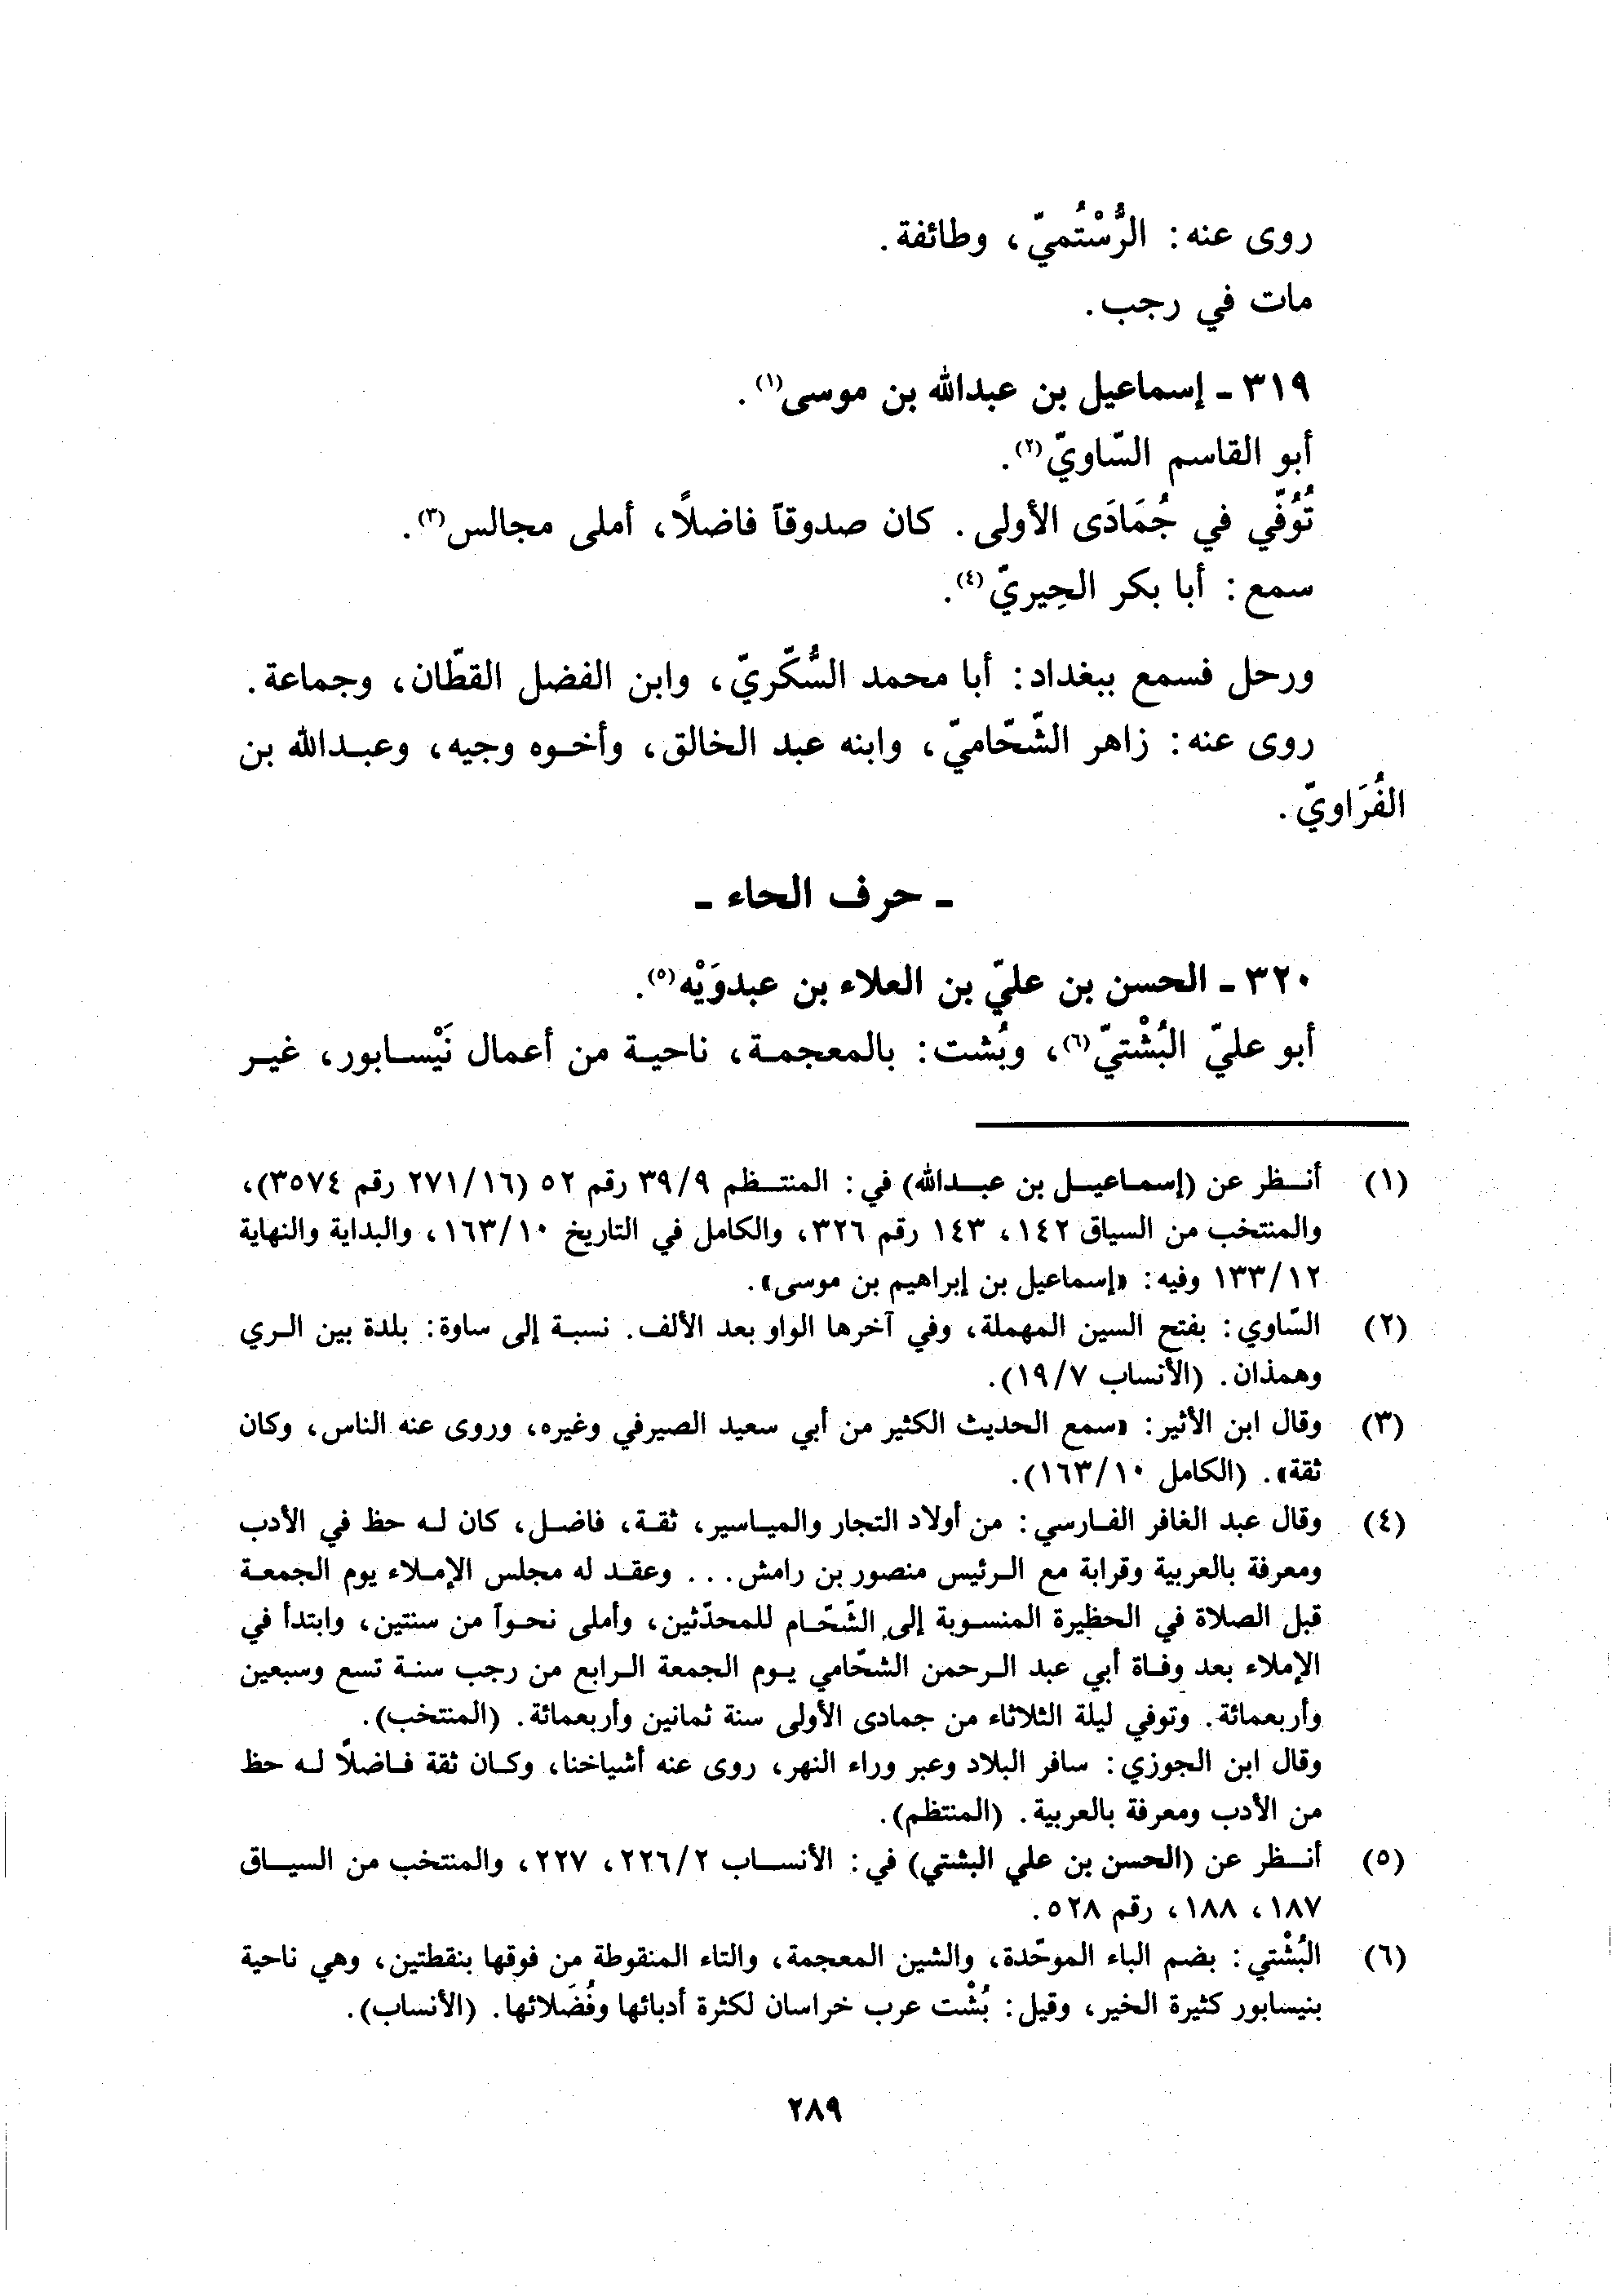 روى عنه: الرُّسْتُميّ، وطائفة.
مات في رجب.
٣١٩ - إسماعيل بن عبدالله بن موسى(١).
أبو القاسم السّاويّ(٢).
تُوُفّي في جُمَادَى الأولى. كان صدوقاً فاضلًا، أملى مجالس(٣).
سمع: أبا بكر الحِيريّ(٤).
ورحل فسمع ببغداد: أبا محمد السُّكّريّ، وابن الفضل القطّان، وجماعة.
روى عنه: زاهر الشّحّاميّ، وابنه عبد الخالق، وأخوه وجيه، وعبدالله بن
الفُرَاويّ.
- حرف الحاء -
٣٢٠ - الحسن بن عليّ بن العلاء بن عبدوَيْه(٥).
أبو عليّ البُشْتيّ(٦)، وبُشت: بالمعجمة، ناحية من أعمال نَيْسابور، غير
(١) أنظر عن (إسماعيل بن عبدالله) في: المنتظم ٣٩/٩ رقم ٥٢ (٢٧١/١٦ رقم ٣٥٧٤)،
والمنتخب من السياق ١٤٢، ١٤٣ رقم ٣٢٦، والكامل في التاريخ ١٦٣/١٠، والبداية والنهاية
١٣٣/١٢ وفيه: «إسماعيل بن إبراهيم بن موسى».
(٢) السّاوي: بفتح السين المهملة، وفي آخرها الواو بعد الألف. نسبة إلى ساوة: بلدة بين الري
وهمذان. (الأنساب ١٩/٧).
(٣) وقال ابن الأثير: «سمع الحديث الكثير من أبي سعيد الصيرفي وغيره، وروى عنه الناس، وكان
ثقة». (الكامل ١٦٣/١٠).
(٤) وقال عبد الغافر الفارسي: من أولاد التجار والمياسير، ثقة، فاضل، كان له حظ في الأدب
ومعرفة بالعربية وقرابة مع الرئيس منصور بن رامش... وعقد له مجلس الإملاء يوم الجمعة
قبل الصلاة في الحظيرة المنسوبة إلى الشّحّام للمحدّثين، وأملى نحواً من سنتين، وابتدأ في
الإملاء بعد وفاة أبي عبد الرحمن الشحّامي يوم الجمعة الرابع من رجب سنة تسع وسبعين
وأربعمائة. وتوفي ليلة الثلاثاء من جمادى الأولى سنة ثمانين وأربعمائة. (المنتخب).
وقال ابن الجوزي: سافر البلاد وعبر وراء النهر، روى عنه أشياخنا، وكان ثقة فاضلًا له حظ
من الأدب ومعرفة بالعربية. (المنتظم).
(٥) أنظر عن (الحسن بن علي البشتي) في: الأنساب ٢٢٦/٢، ٢٢٧، والمنتخب من السياق
١٨٧، ١٨٨، رقم ٥٢٨.
(٦) البُشْتي: بضم الباء الموحّدة، والشين المعجمة، والتاء المنقوطة من فوقها بنقطتين، وهي ناحية
بنيسابور كثيرة الخير، وقيل: بُشْت عرب خراسان لكثرة أدبائها وفُضَلائها. (الأنساب).
٢٨٩